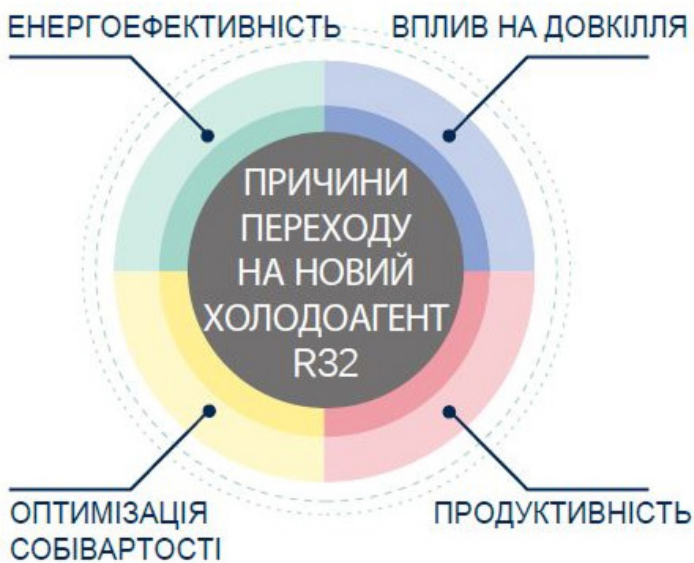 ЕНЕРГОЕФЕКТИВНІСТЬ
ВПЛИВ НА ДОВКІЛЛЯ
ПРИЧИНИ
ПЕРЕХОДУ
НА НОВИЙ
ХОЛОДОАГЕНТ
R32
ОПТИМІЗАЦІЯ
СОБІВАРТОСТІ
ПРОДУКТИВНІСТЬ